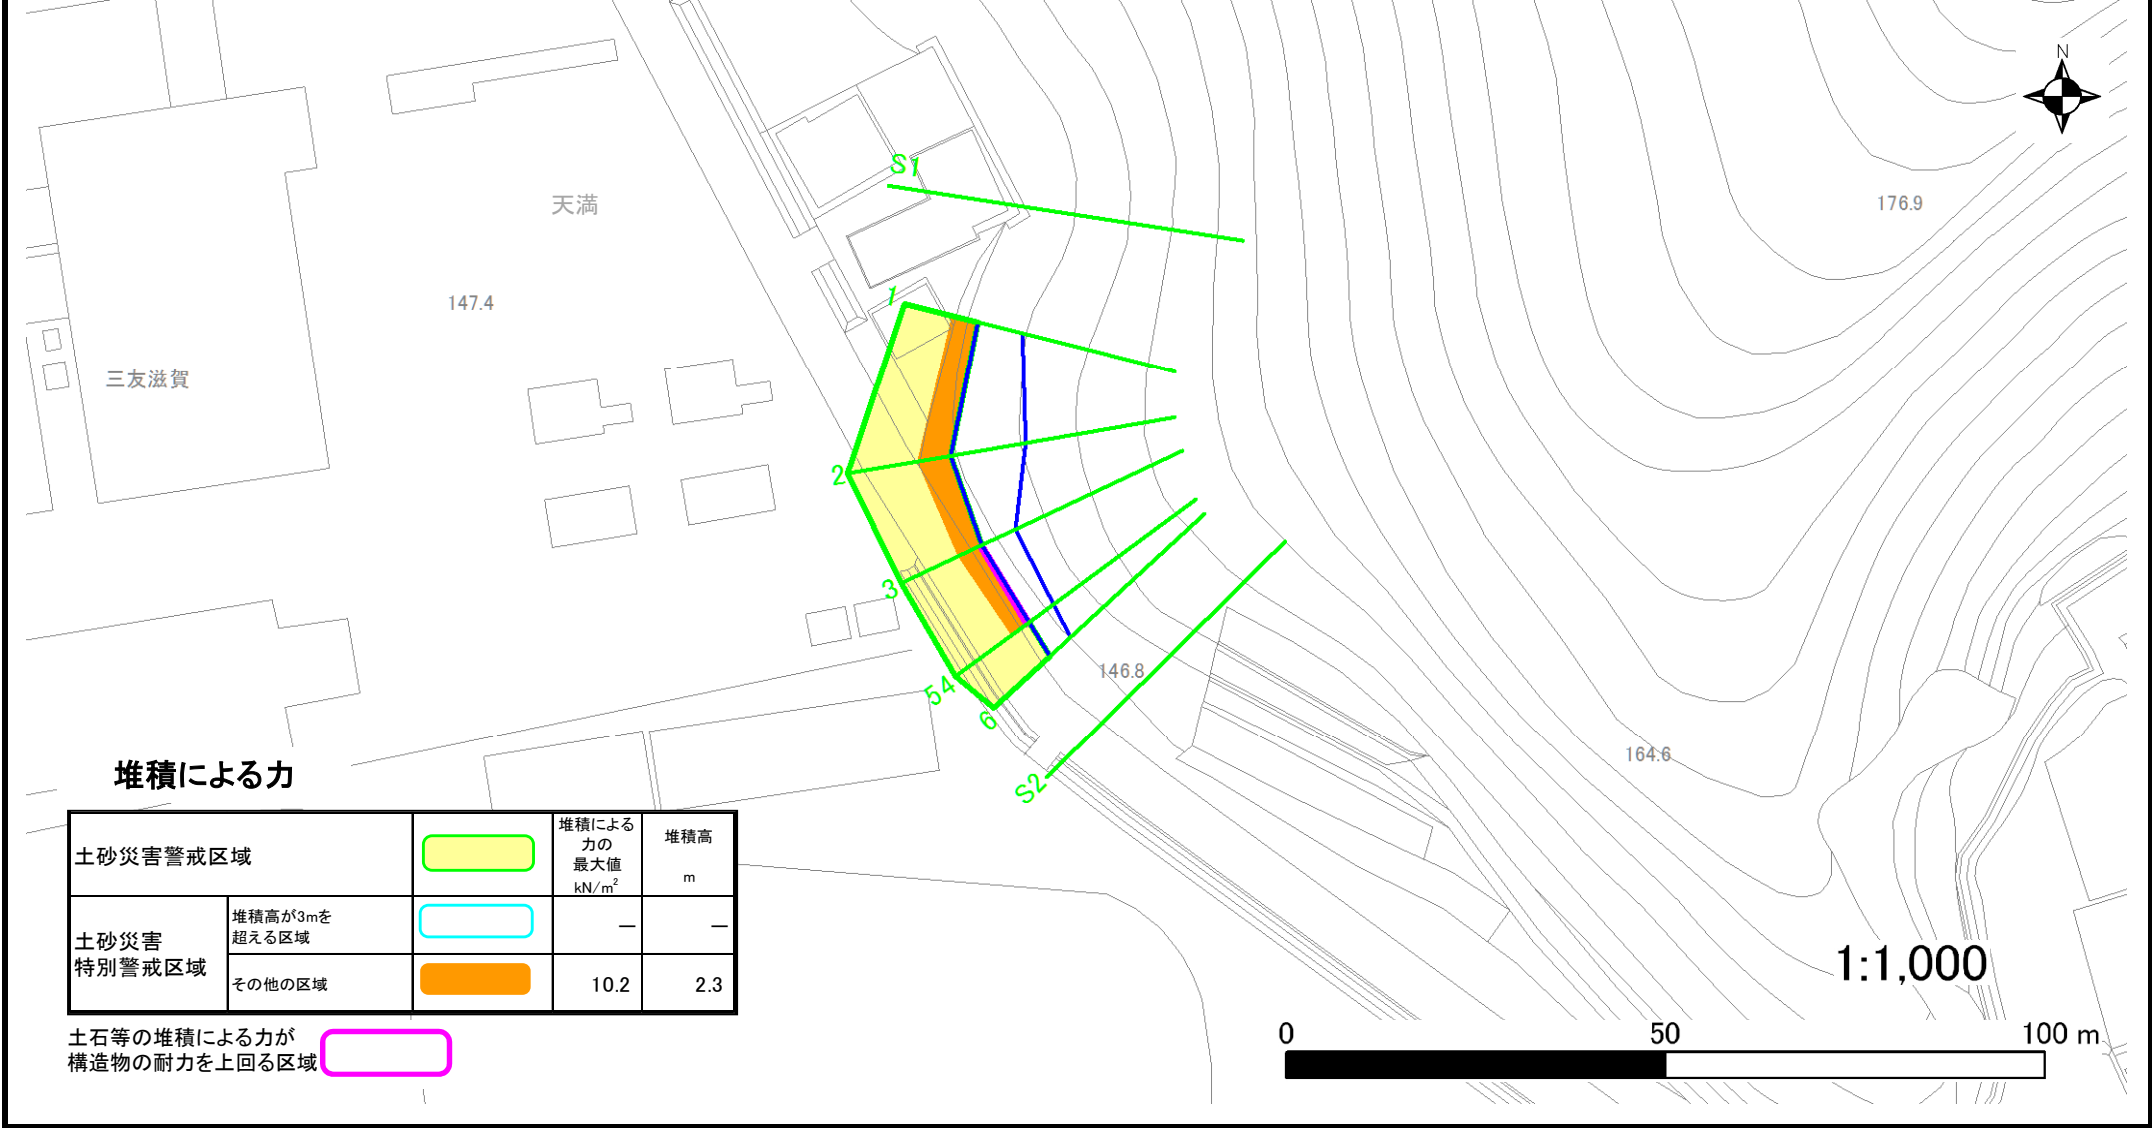 N
S1
天満
176.9
1
147.4
三友滋賀
2
3
54
6
146.8
S2
164.6
堆積による力
土砂災害警戒区域
堆積による
力の
最大値
kN/m²
堆積高
m
土砂災害
特別警戒区域
堆積高が3mを
超える区域
—
—
その他の区域
10.2
2.3
土石等の堆積による力が
構造物の耐力を上回る区域
1:1,000
0
50
100 m